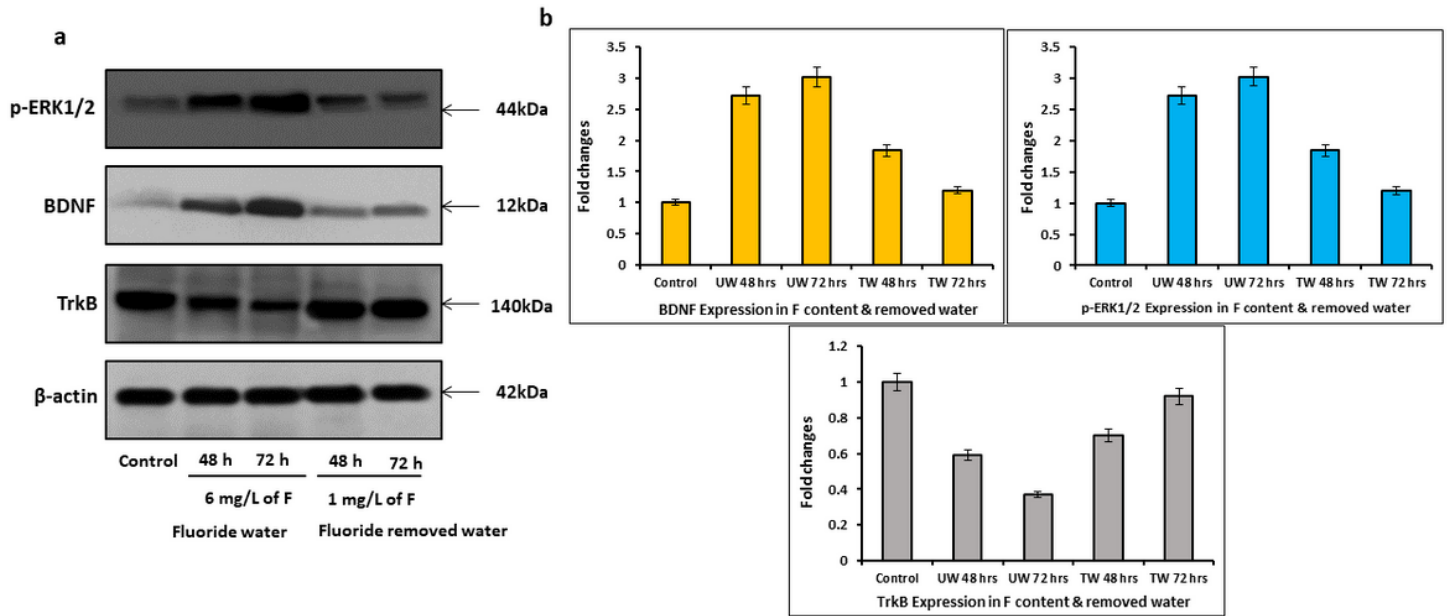 a
p-ERK1/2
44kDa
BDNF
12kDa
TrkB
140kDa
β-actin
42kDa
Control 48 h 72 h 48 h 72 h
6 mg/L of F 1 mg/L of F
Fluoride water Fluoride removed water
b
Fold changes
3.5
3
2.5
2
1.5
1
0.5
0
Control UW 48 hrs UW 72 hrs TW 48 hrs TW 72 hrs
BDNF Expression in F content & removed water
Fold changes
3.5
3
2.5
2
1.5
1
0.5
0
Control UW 48 hrs UW 72 hrs TW 48 hrs TW 72 hrs
p-ERK1/2 Expression in F content & removed water
Fold changes
1.2
1
0.8
0.6
0.4
0.2
0
Control UW 48 hrs UW 72 hrs TW 48 hrs TW 72 hrs
TrkB Expression in F content & removed water